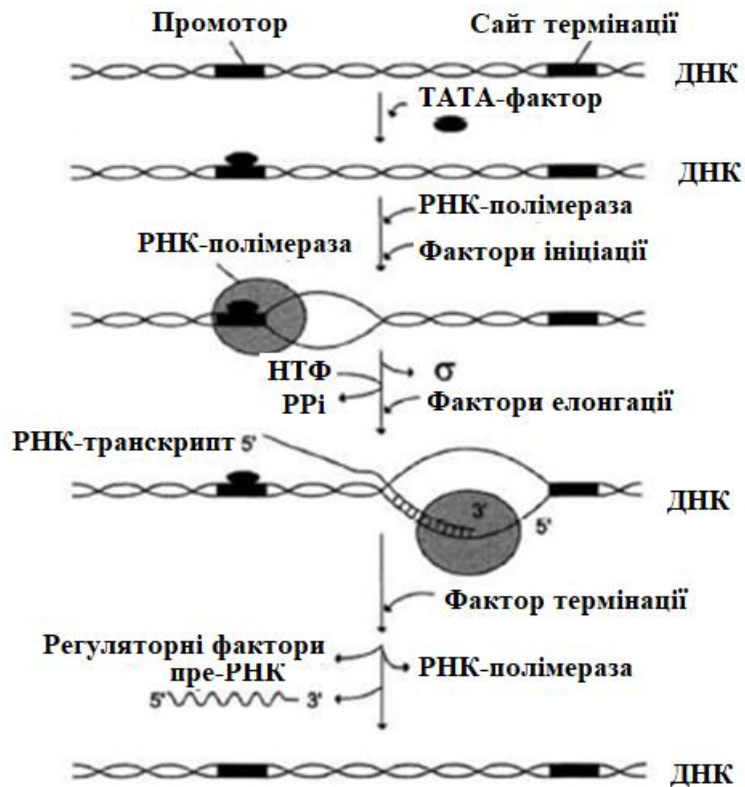 Промотор
Сайт термінації
ДНК
ТАТА-фактор
ДНК
РНК-полімераза
РНК-полімераза
Фактори ініціації
НТФ
σ
PPi
Фактори елонгації
РНК-транскрипт 5'
3'
5'
ДНК
Фактор термінації
Регуляторні фактори
пре-РНК
РНК-полімераза
5'
3'
ДНК